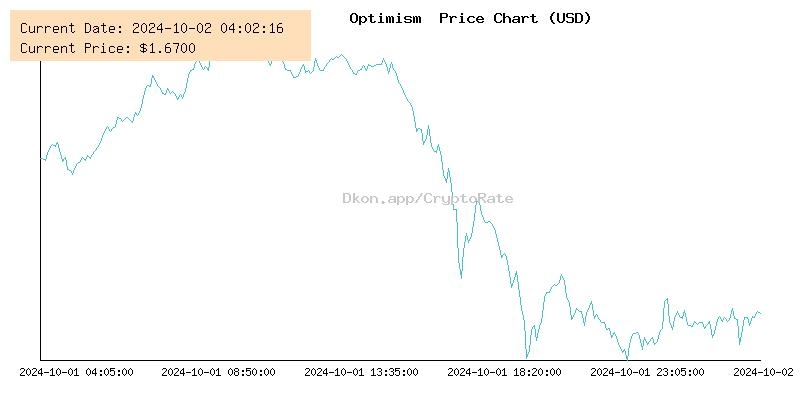 Optimism  Price Chart (USD)
Current Date: 2024-10-02 04:02:16
Current Price: $1.6700
Dkon.app/CryptoRate
2024-10-01 04:05:00 2024-10-01 08:50:00 2024-10-01 13:35:00 2024-10-01 18:20:00 2024-10-01 23:05:00 2024-10-02